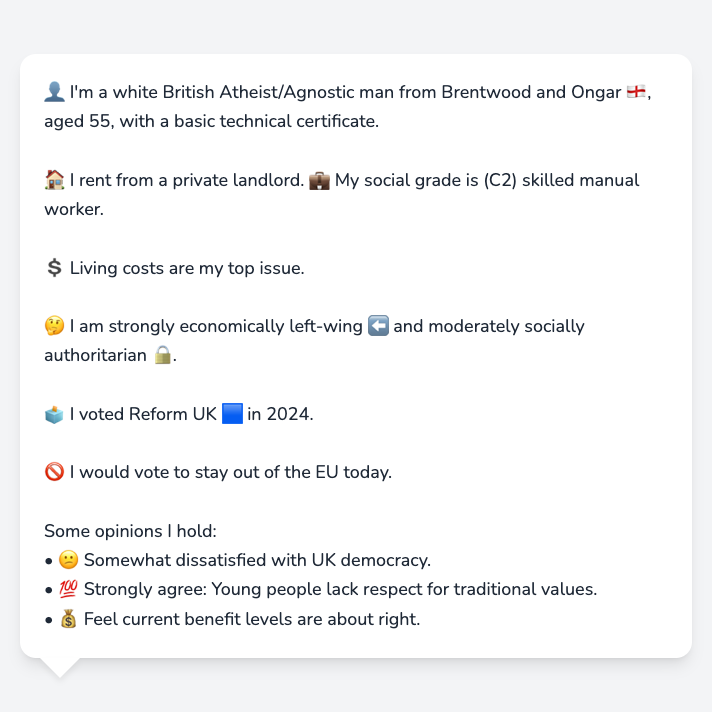 👤 I'm a white British Atheist/Agnostic man from Brentwood and Ongar 🏴󠁧󠁢󠁥󠁮󠁧󠁿,
aged 55, with a basic technical certificate.
🏠 I rent from a private landlord. 💼 My social grade is (C2) skilled manual
worker.
💲 Living costs are my top issue.
🤔 I am strongly economically left-wing ⬅️ and moderately socially
authoritarian 🔒.
🗳️ I voted Reform UK 🟦 in 2024.
🚫 I would vote to stay out of the EU today.
Some opinions I hold:
• 🙁 Somewhat dissatisfied with UK democracy.
• 💯 Strongly agree: Young people lack respect for traditional values.
• 💰 Feel current benefit levels are about right.